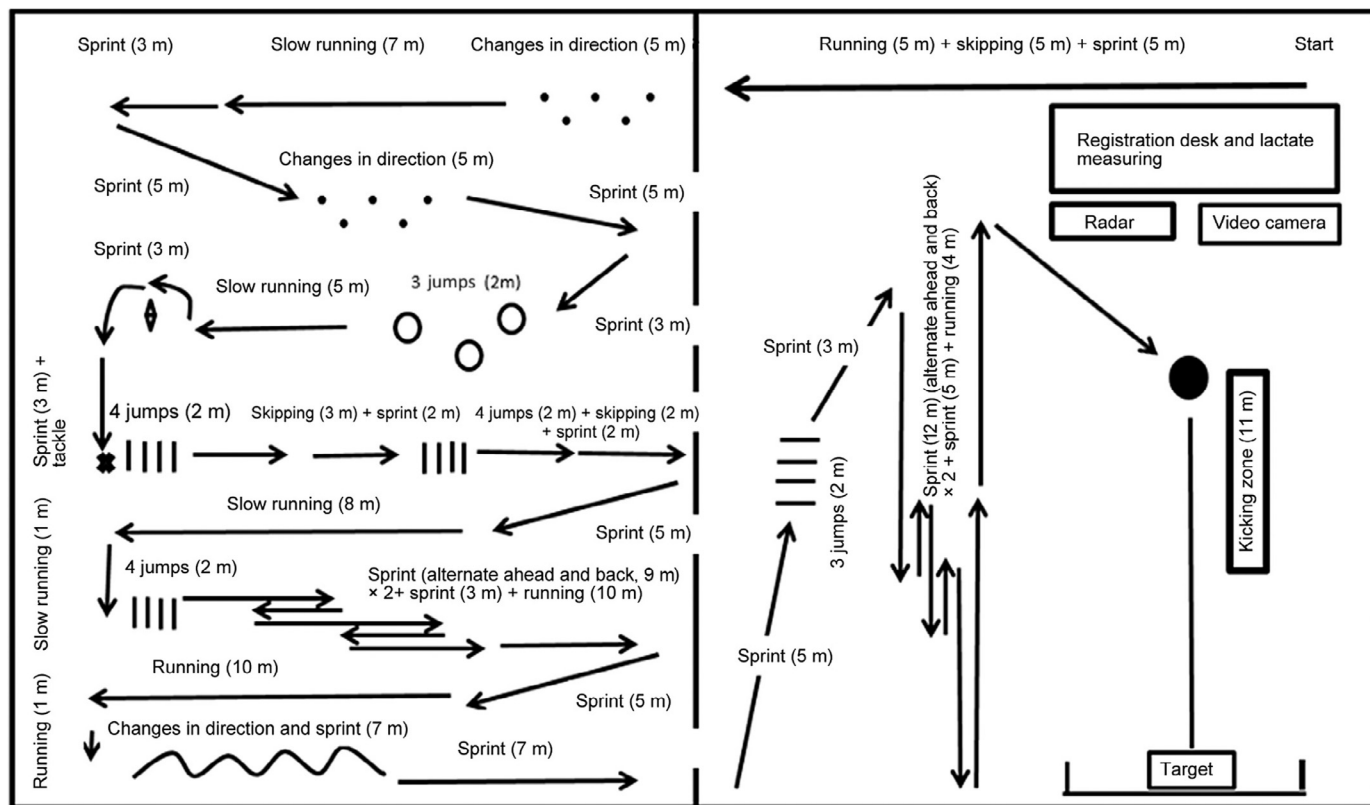 Sprint (3 m)
Slow running (7 m)
Changes in direction (5 m)
Running (5 m) + skipping (5 m) + sprint (5 m)
Start
Registration desk and lactate
measuring
Radar
Video camera
Changes in direction (5 m)
Sprint (5 m)
Sprint (5 m)
Sprint (3 m)
Slow running (5 m)
3 jumps (2m)
Sprint (3 m)
Sprint (3 m) +
tackle
4 jumps (2 m)
Skipping (3 m) + sprint (2 m)
4 jumps (2 m) + skipping (2 m)
+ sprint (2 m)
Slow running (8 m)
Sprint (5 m)
Slow running (1 m)
4 jumps (2 m)
Sprint (alternate ahead and back, 9 m)
× 2+ sprint (3 m) + running (10 m)
Running (10 m)
Sprint (5 m)
Running (1 m)
Changes in direction and sprint (7 m)
Sprint (7 m)
Sprint (5 m)
3 jumps (2 m)
Sprint (3 m)
Sprint (12 m) (alternate ahead and back)
× 2 + sprint (5 m) + running (4 m)
Kicking zone (11 m)
Target